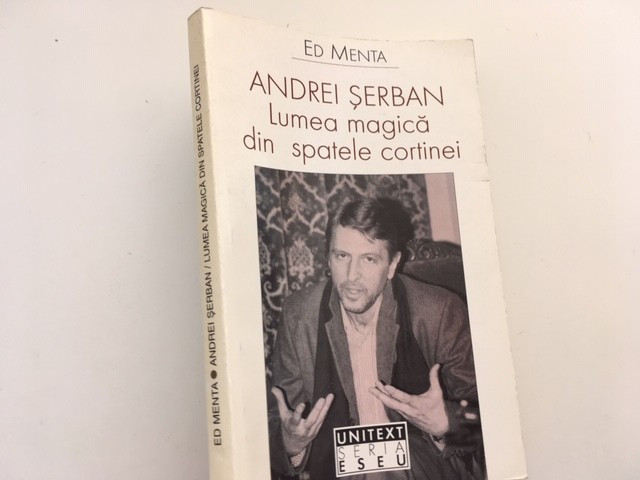 ED MENTA
ANDREI ŞERBAN
Lumea magică
din spatele cortinei
UNITEXT
SERIA
ESEU
ED MENTA ● ANDREI ŞERBAN / LUMEA MAGICĂ DIN SPATELE CORTINEI